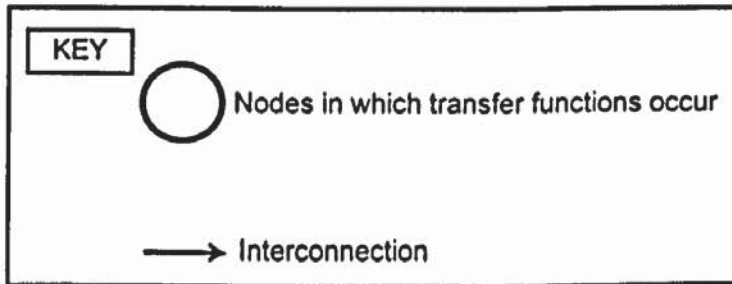 KEY
Nodes in which transfer functions occur
Interconnection